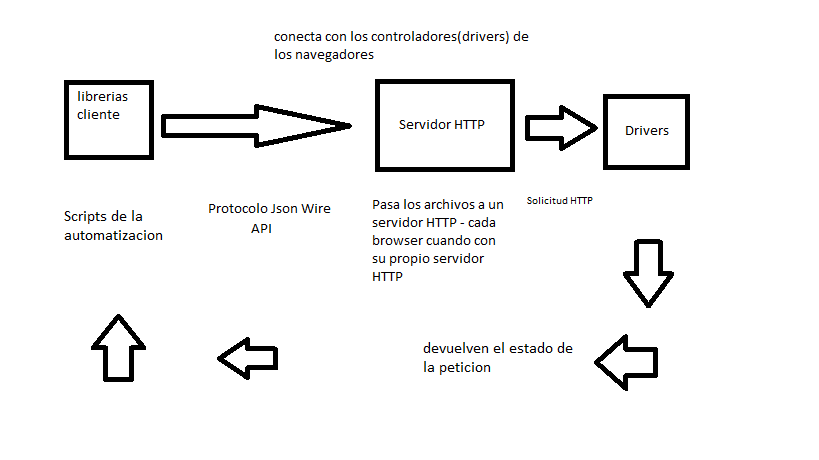 conecta con los controladores(drivers) de
los navegadores
librerias
cliente
Servidor HTTP
Drivers
Scripts de la
automatizacion
Protocolo Json Wire
API
Pasa los archivos a un
servidor HTTP - cada
browser cuando con
su propio servidor
HTTP
Solicitud HTTP
devuelven el estado de
la peticion